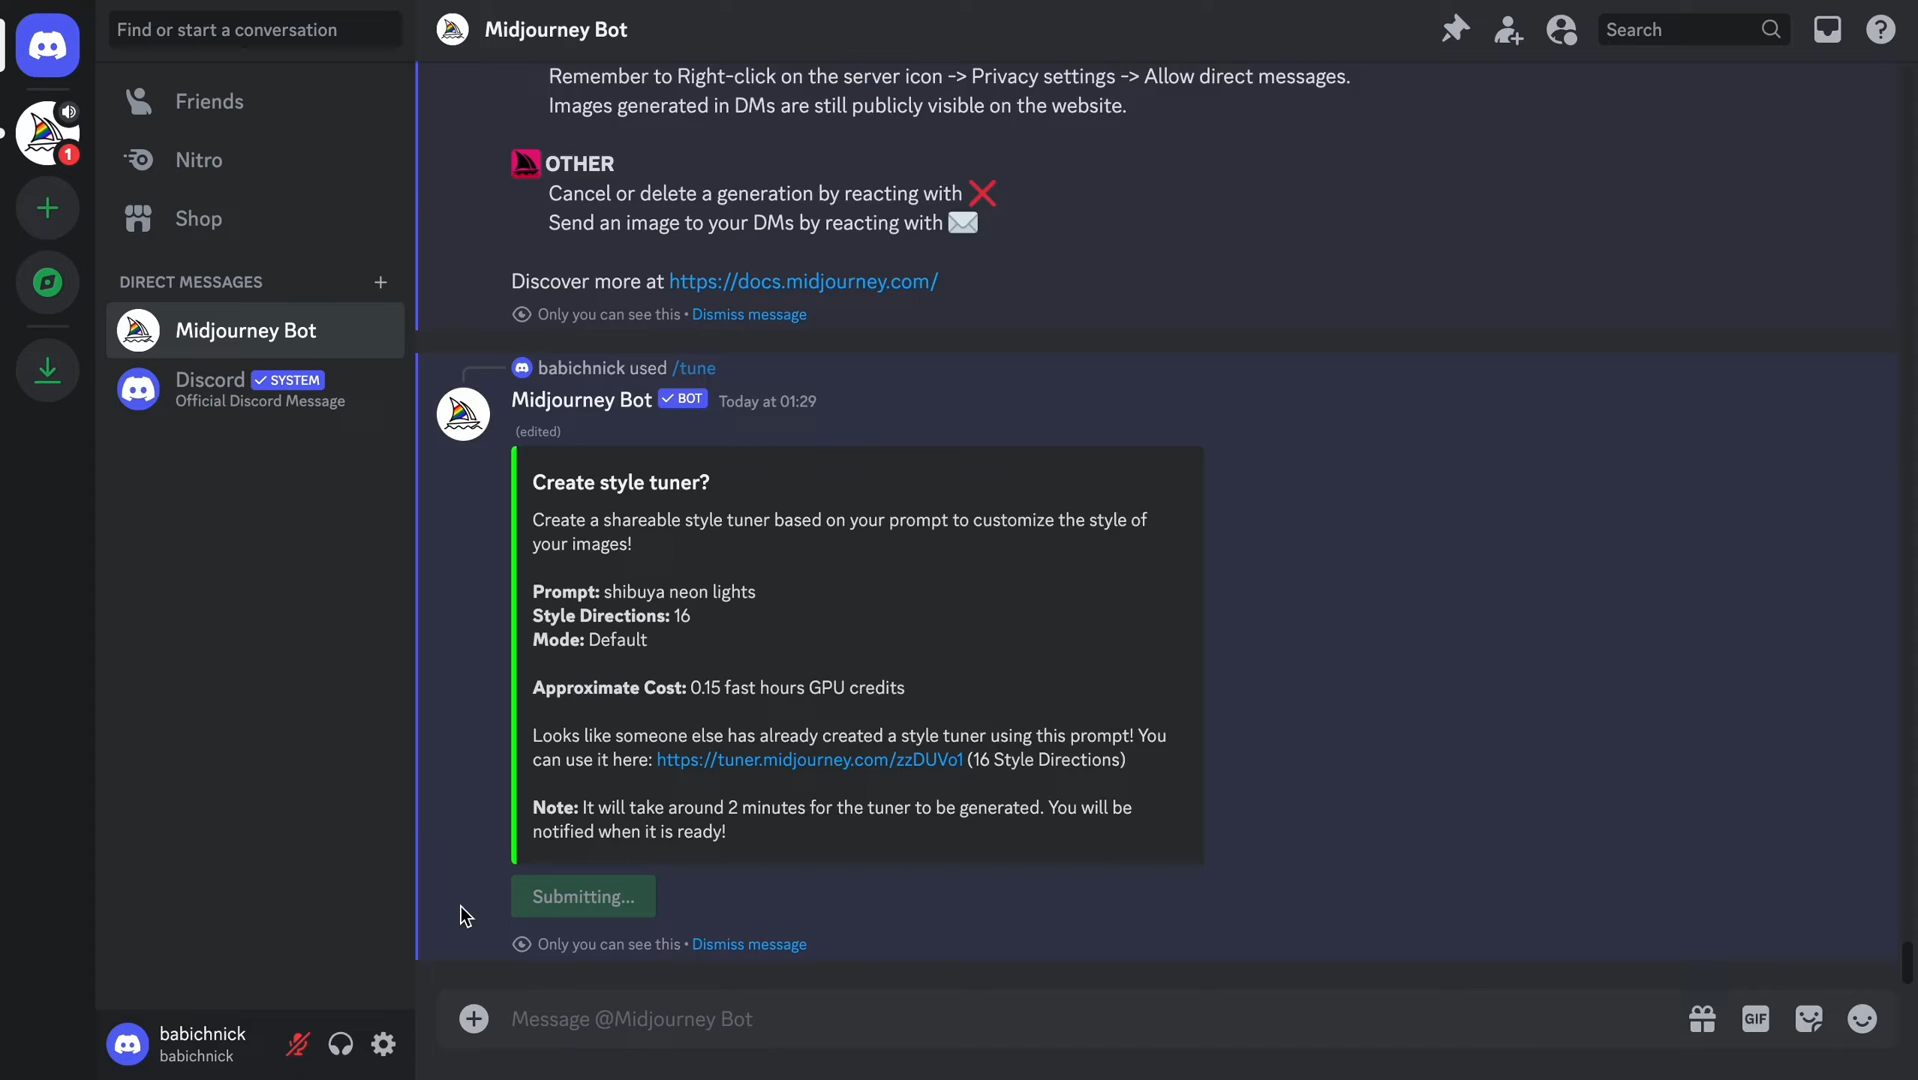 Find or start a conversation
Midjourney Bot
Search
Friends
Nitro
Shop
DIRECT MESSAGES
Midjourney Bot
Discord ✓ SYSTEM
Official Discord Message
1
Remember to Right-click on the server icon -> Privacy settings -> Allow direct messages.
Images generated in DMs are still publicly visible on the website.
OTHER
Cancel or delete a generation by reacting with ❌
Send an image to your DMs by reacting with ✉️
Discover more at https://docs.midjourney.com/
Only you can see this • Dismiss message
babichnick used /tune
Midjourney Bot ✓ BOT Today at 01:29
(edited)
Create style tuner?
Create a shareable style tuner based on your prompt to customize the style of
your images!
Prompt: shibuya neon lights
Style Directions: 16
Mode: Default
Approximate Cost: 0.15 fast hours GPU credits
Looks like someone else has already created a style tuner using this prompt! You
can use it here: https://tuner.midjourney.com/zzDUVo1 (16 Style Directions)
Note: It will take around 2 minutes for the tuner to be generated. You will be
notified when it is ready!
Submitting...
Only you can see this • Dismiss message
Message @Midjourney Bot
GIF
babichnick
babichnick